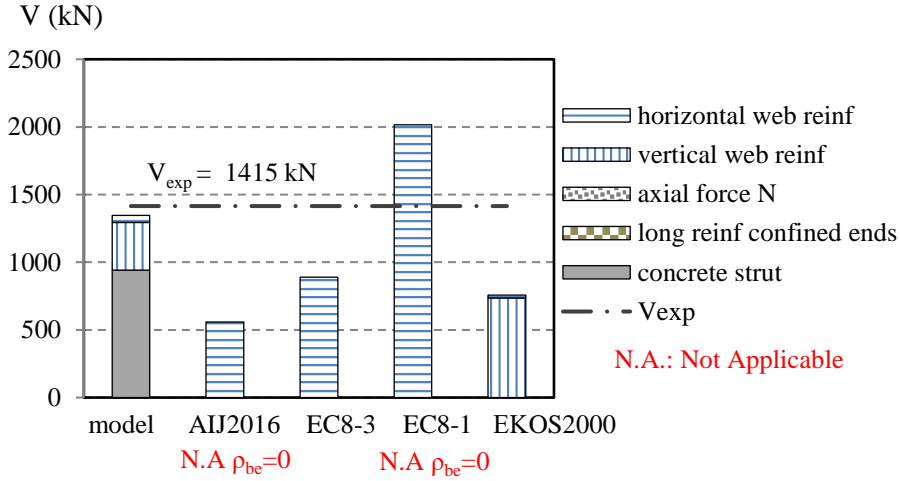 V (kN)
2500
2000
1500
1000
500
0
V_exp = 1415 kN
model AIJ2016 EC8-3 EC8-1 EKOS2000
N.A ρ_be=0 N.A ρ_be=0
horizontal web reinf
vertical web reinf
axial force N
long reinf confined ends
concrete strut
Vexp
N.A.: Not Applicable